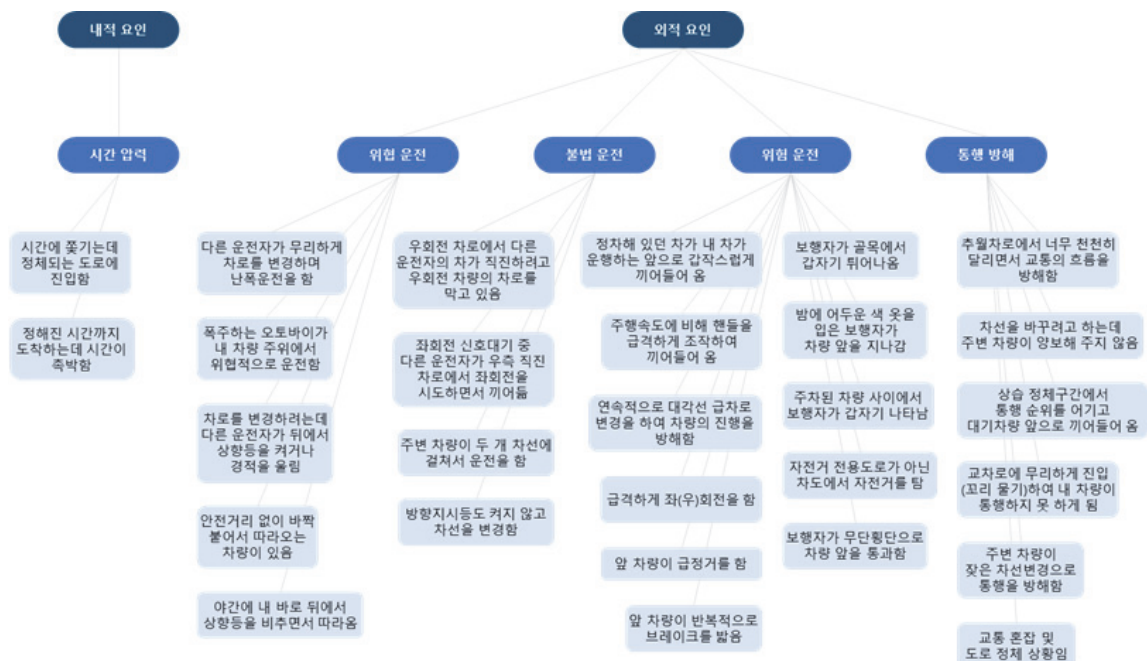 내적 요인
외적 요인
시간 압력
위협 운전
불법 운전
위험 운전
통행 방해
시간에 쫓기는데
정체되는 도로에
진입함
정해진 시간까지
도착하는데 시간이
촉박함
다른 운전자가 무리하게
차로를 변경하며
난폭운전을 함
폭주하는 오토바이가
내 차량 주위에서
위협적으로 운전함
차로를 변경하려는데
다른 운전자가 뒤에서
상향등을 켜거나
경적을 울림
안전거리 없이 바짝
붙어서 따라오는
차량이 있음
야간에 내 바로 뒤에서
상향등을 비추면서 따라옴
우회전 차로에서 다른
운전자의 차가 직진하려고
우회전 차량의 차로를
막고 있음
좌회전 신호대기 중
다른 운전자가 우측 직진
차로에서 좌회전을
시도하면서 끼어듦
주변 차량이 두 개 차선에
걸쳐서 운전을 함
방향지시등도 켜지 않고
차선을 변경함
정차해 있던 차가 내 차가
운행하는 앞으로 갑작스럽게
끼어들어 옴
주행속도에 비해 핸들을
급격하게 조작하여
끼어들어 옴
연속적으로 대각선 급차로
변경을 하여 차량의 진행을
방해함
급격하게 좌(우)회전을 함
앞 차량이 급정거를 함
앞 차량이 반복적으로
브레이크를 밟음
보행자가 골목에서
갑자기 튀어나옴
밤에 어두운 색 옷을
입은 보행자가
차량 앞을 지나감
주차된 차량 사이에서
보행자가 갑자기 나타남
자전거 전용도로가 아닌
차도에서 자전거를 탐
보행자가 무단횡단으로
차량 앞을 통과함
추월차로에서 너무 천천히
달리면서 교통의 흐름을
방해함
차선을 바꾸려고 하는데
주변 차량이 양보해 주지 않음
상습 정체구간에서
통행 순위를 어기고
대기차량 앞으로 끼어들어 옴
교차로에 무리하게 진입
(꼬리 물기)하여 내 차량이
통행하지 못 하게 됨
주변 차량이
잦은 차선변경으로
통행을 방해함
교통 혼잡 및
도로 정체 상황임